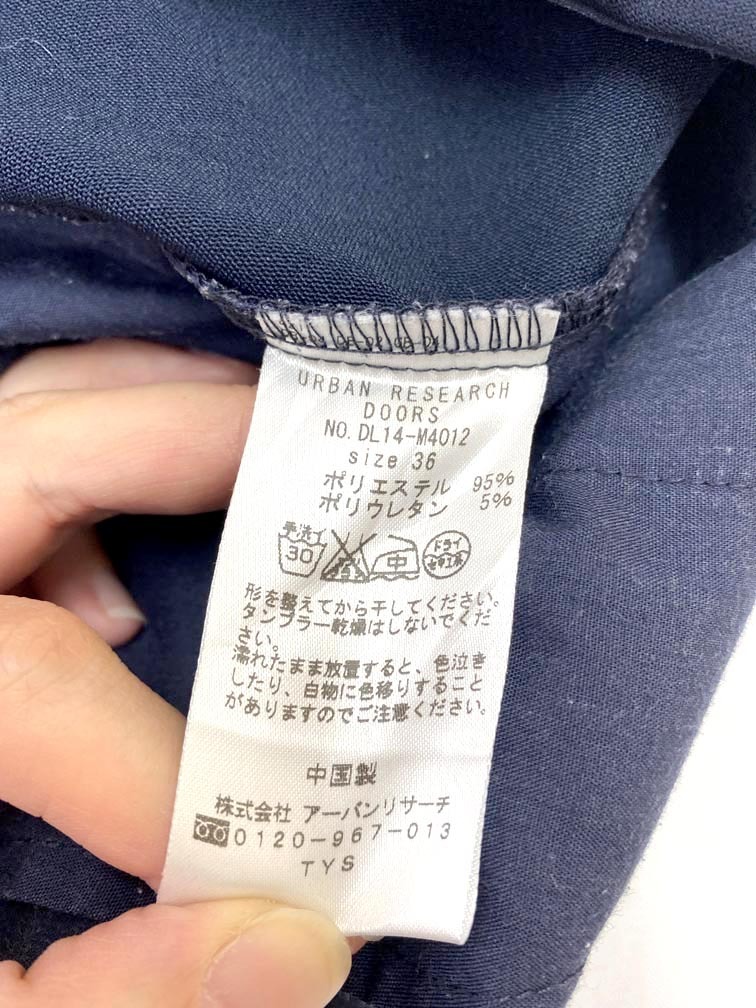 URBAN RESEARCH
DOORS
NO.DL14-M4012
size 36
ポリエステル 95%
ポリウレタン 5%
手洗イ
30
中
ドライ
形を整えてから干してください。
タンブラー乾燥はしないでくだ
さい。
濡れたまま放置すると、色泣き
したり、白物に色移りすること
がありますのでご注意ください。
中国製
株式会社 アーバンリサーチ
0120-967-013
TYS